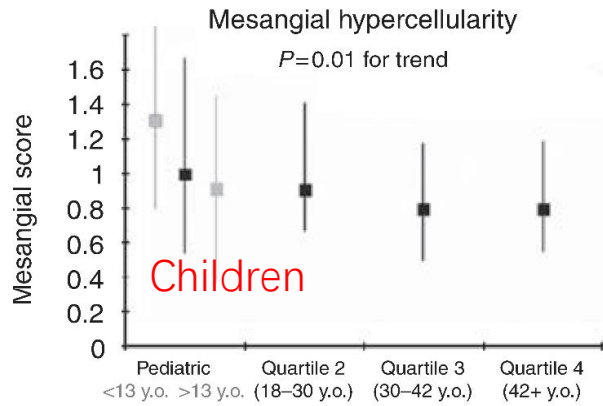 Mesangial hypercellularity
P=0.01 for trend
Mesangial score
1.6
1.4
1.2
1
0.8
0.6
0.4
0.2
0
Children
Pediatric Quartile 2 Quartile 3 Quartile 4
<13 y.o. >13 y.o. (18–30 y.o.) (30–42 y.o.) (42+ y.o.)